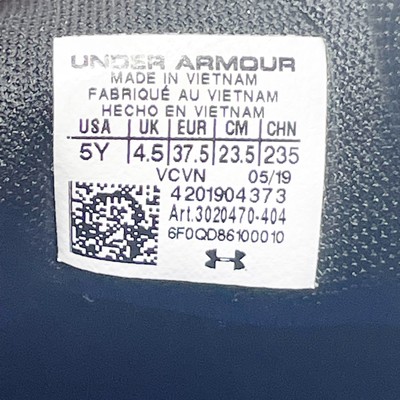 UNDER ARMOUR
MADE IN VIETNAM
FABRIQUÉ AU VIETNAM
HECHO EN VIETNAM
USA UK EUR CM CHN
5Y 4.5 37.5 23.5 235
VCVN 05/19
4201904373
Art.3020470-404
6F0QD86100010